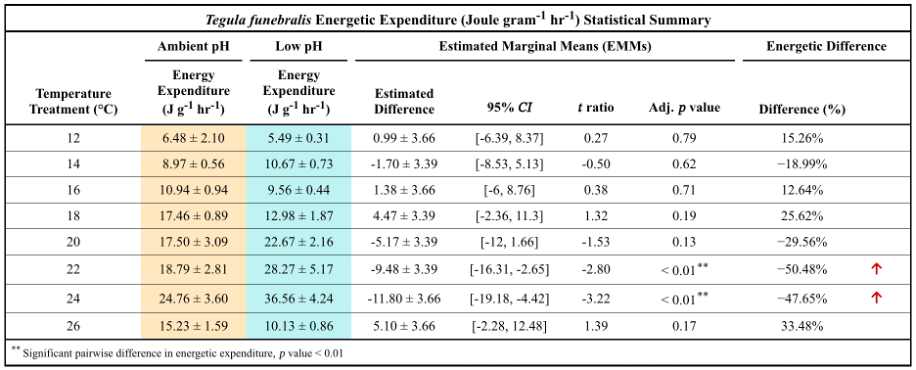 Tegula funebralis Energetic Expenditure (Joule gram-1 hr-1) Statistical Summary
Ambient pH Low pH Estimated Marginal Means (EMMs) Energetic Difference
Temperature Treatment (°C) Energy Expenditure (J g-1 hr-1) Energy Expenditure (J g-1 hr-1) Estimated Difference 95% CI t ratio Adj. p value Difference (%)
12 6.48 ± 2.10 5.49 ± 0.31 0.99 ± 3.66 [-6.39, 8.37] 0.27 0.79 15.26%
14 8.97 ± 0.56 10.67 ± 0.73 -1.70 ± 3.39 [-8.53, 5.13] -0.50 0.62 −18.99%
16 10.94 ± 0.94 9.56 ± 0.44 1.38 ± 3.66 [-6, 8.76] 0.38 0.71 12.64%
18 17.46 ± 0.89 12.98 ± 1.87 4.47 ± 3.39 [-2.36, 11.3] 1.32 0.19 25.62%
20 17.50 ± 3.09 22.67 ± 2.16 -5.17 ± 3.39 [-12, 1.66] -1.53 0.13 −29.56%
22 18.79 ± 2.81 28.27 ± 5.17 -9.48 ± 3.39 [-16.31, -2.65] -2.80 < 0.01** −50.48% ↑
24 24.76 ± 3.60 36.56 ± 4.24 -11.80 ± 3.66 [-19.18, -4.42] -3.22 < 0.01** −47.65% ↑
26 15.23 ± 1.59 10.13 ± 0.86 5.10 ± 3.66 [-2.28, 12.48] 1.39 0.17 33.48%
** Significant pairwise difference in energetic expenditure, p value < 0.01